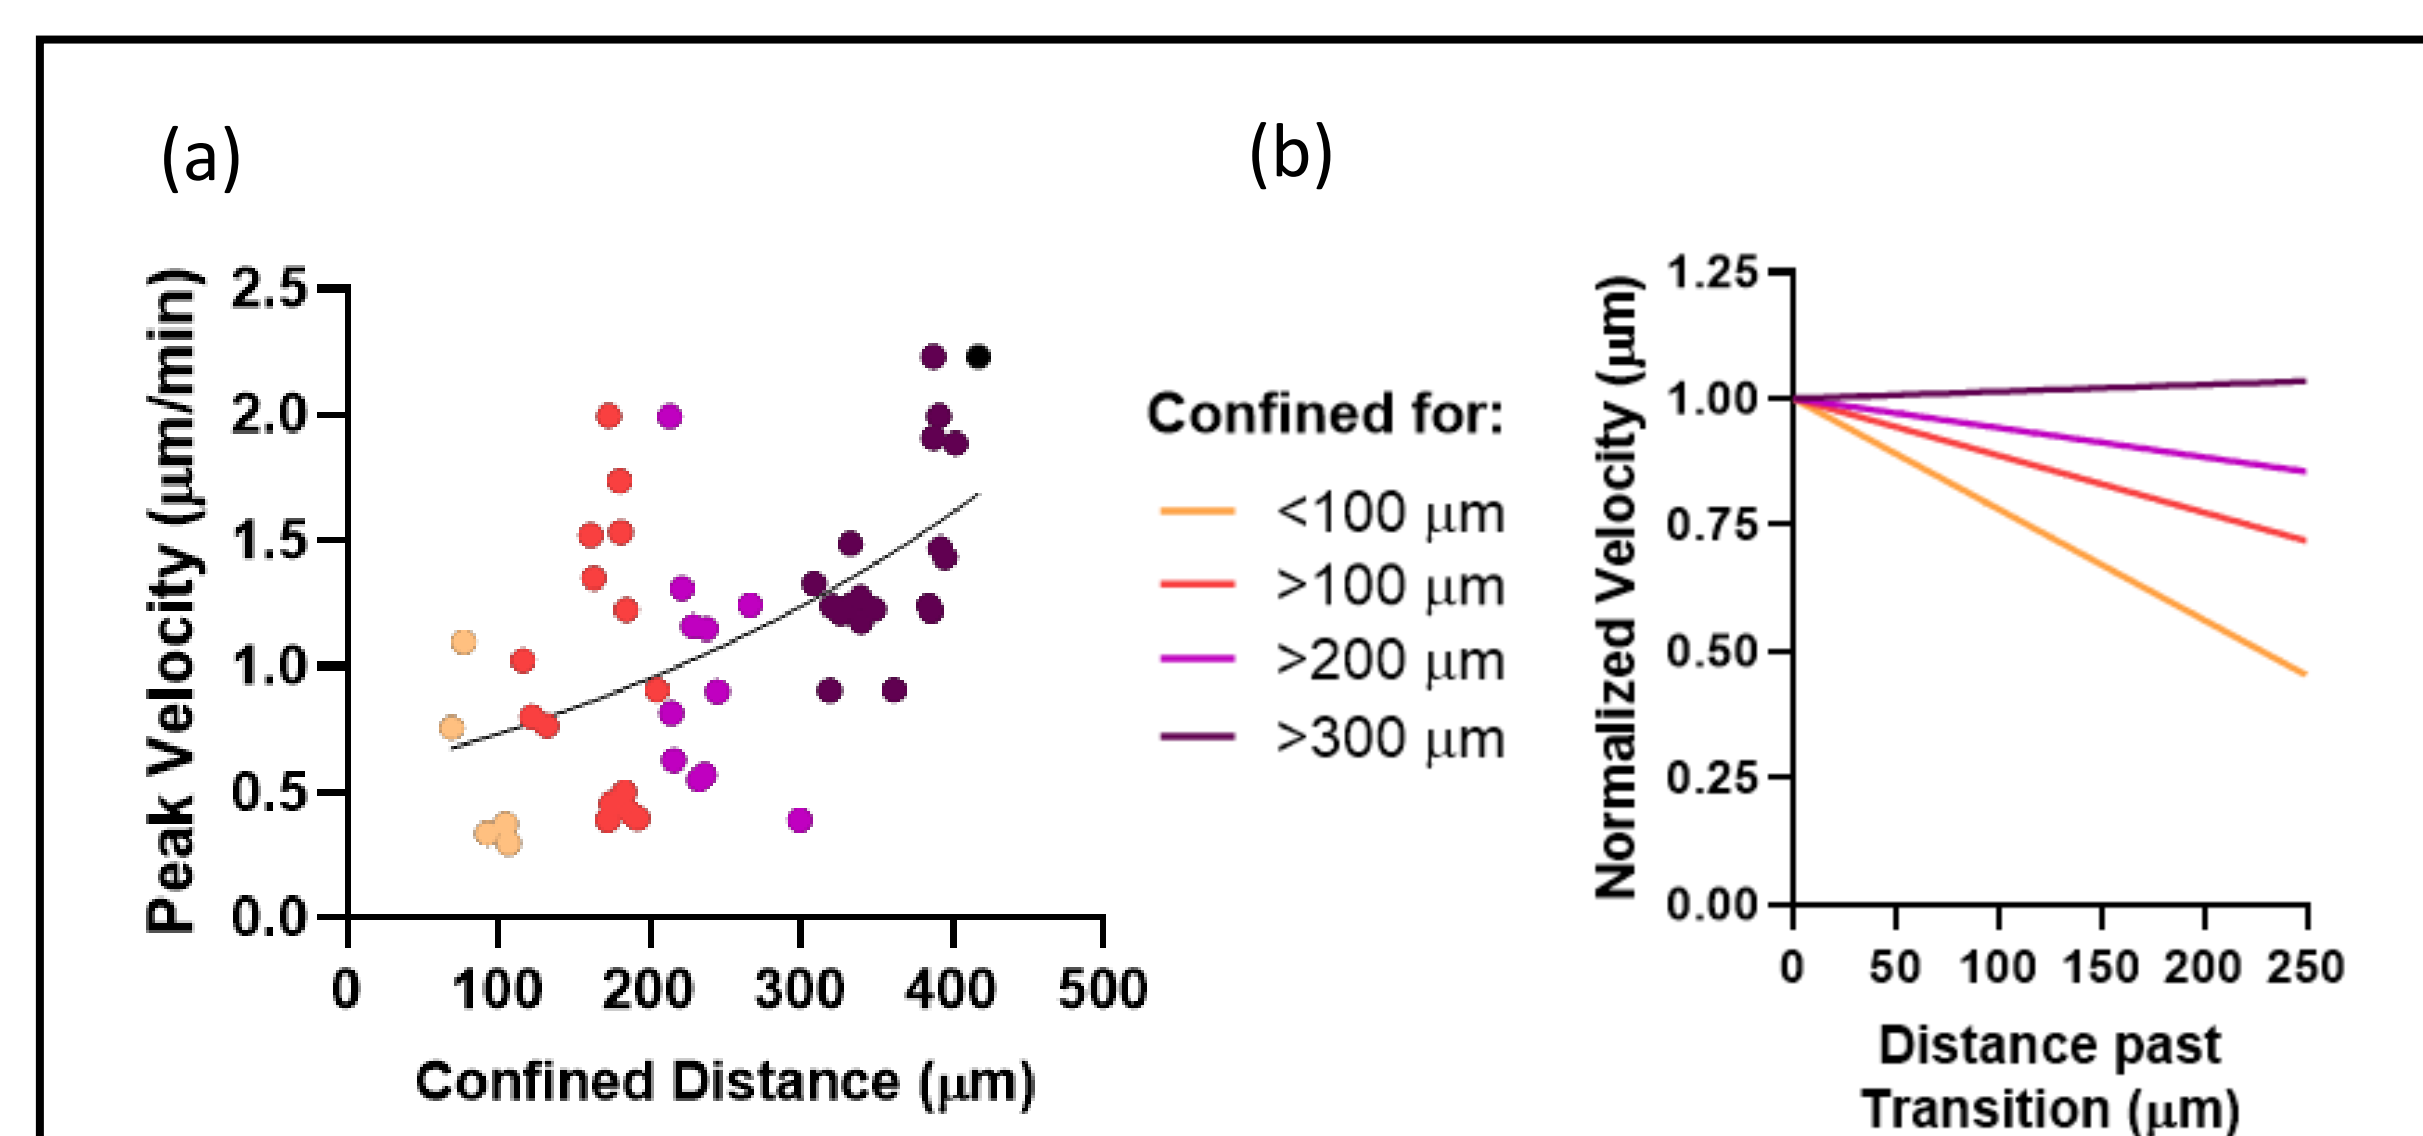 (a)
Peak Velocity (μm/min)
2.5
2.0
1.5
1.0
0.5
0.0
0 100 200 300 400 500
Confined Distance (μm)
Confined for:
<100 μm
>100 μm
>200 μm
>300 μm
(b)
Normalized Velocity (μm)
1.25
1.00
0.75
0.50
0.25
0.00
0 50 100 150 200 250
Distance past
Transition (μm)